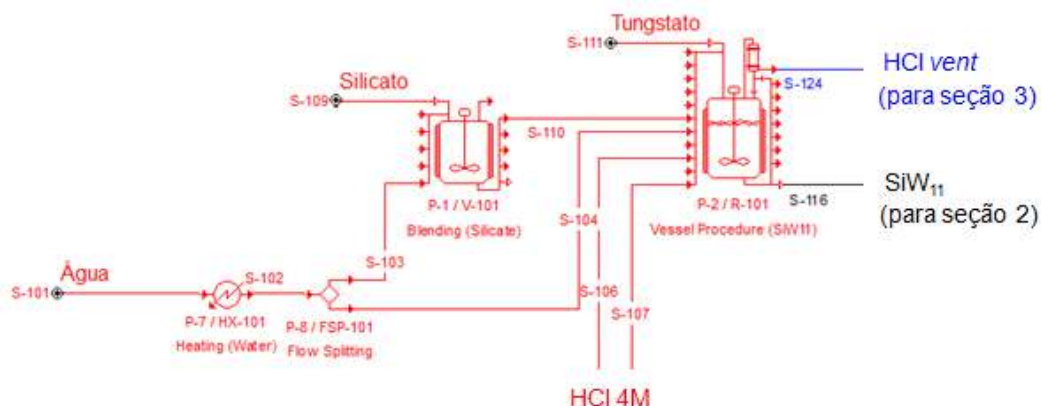 Tungstato
S-111
HCl vent
(para seção 3)
S-124
Silicato
S-109
S-110
SiW₁₁
(para seção 2)
S-116
P-1 / V-101
Blending (Silicate)
P-2 / R-101
Vessel Procedure (SiW11)
S-104
S-103
Água
S-101
S-102
S-106
S-107
P-7 / HX-101
Heating (Water)
P-8 / FSP-101
Flow Splitting
HCl 4M